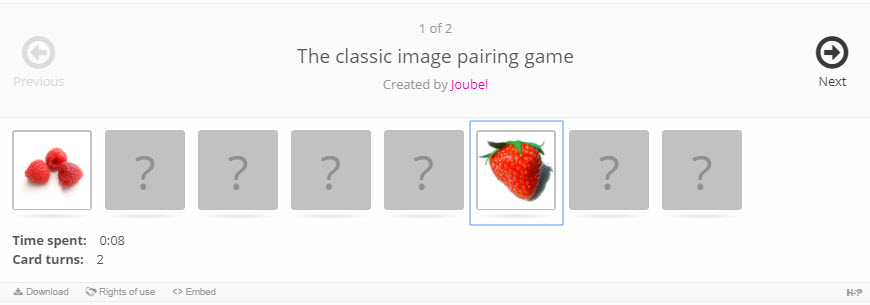 1 of 2
The classic image pairing game
Created by Joubel
Previous
Next
? ? ? ? ? ?
Time spent: 0:08
Card turns: 2
Download Rights of use <> Embed H5P